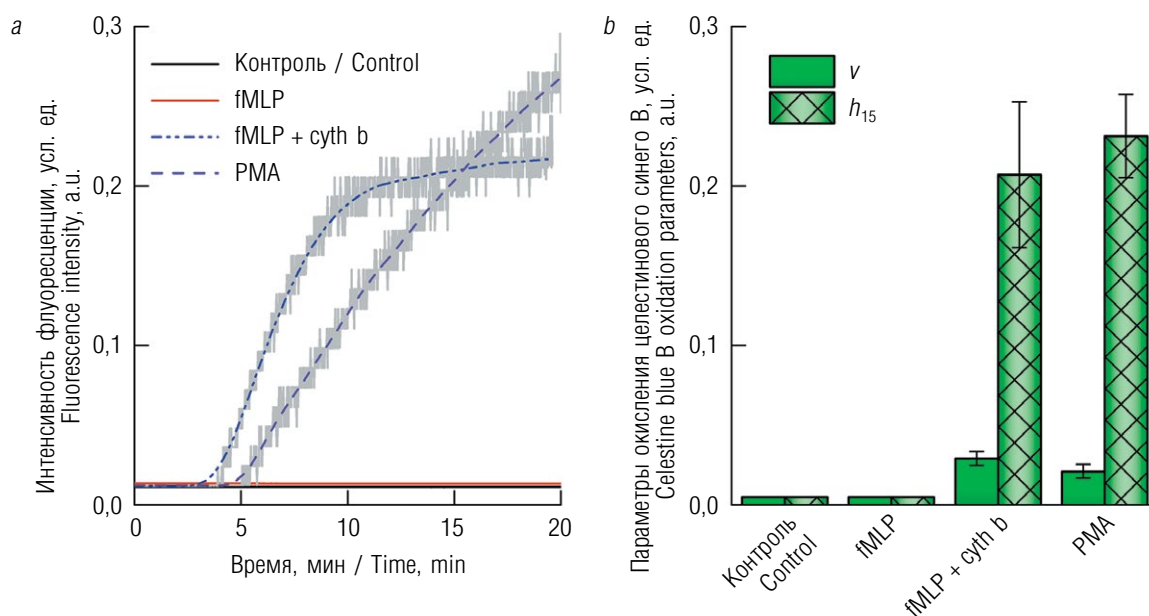 a
0,3
0,2
0,1
0,0
Интенсивность флуоресценции, усл. ед.
Fluorescence intensity, a.u.
Контроль / Control
fMLP
fMLP + cyth b
PMA
0
5
10
15
20
Время, мин / Time, min
b
0,3
0,2
0,1
0,0
Параметры окисления целестинового синего В, усл. ед.
Celestine blue B oxidation parameters, a.u.
v
h15
Контроль
Control
fMLP
fMLP + cyth b
PMA